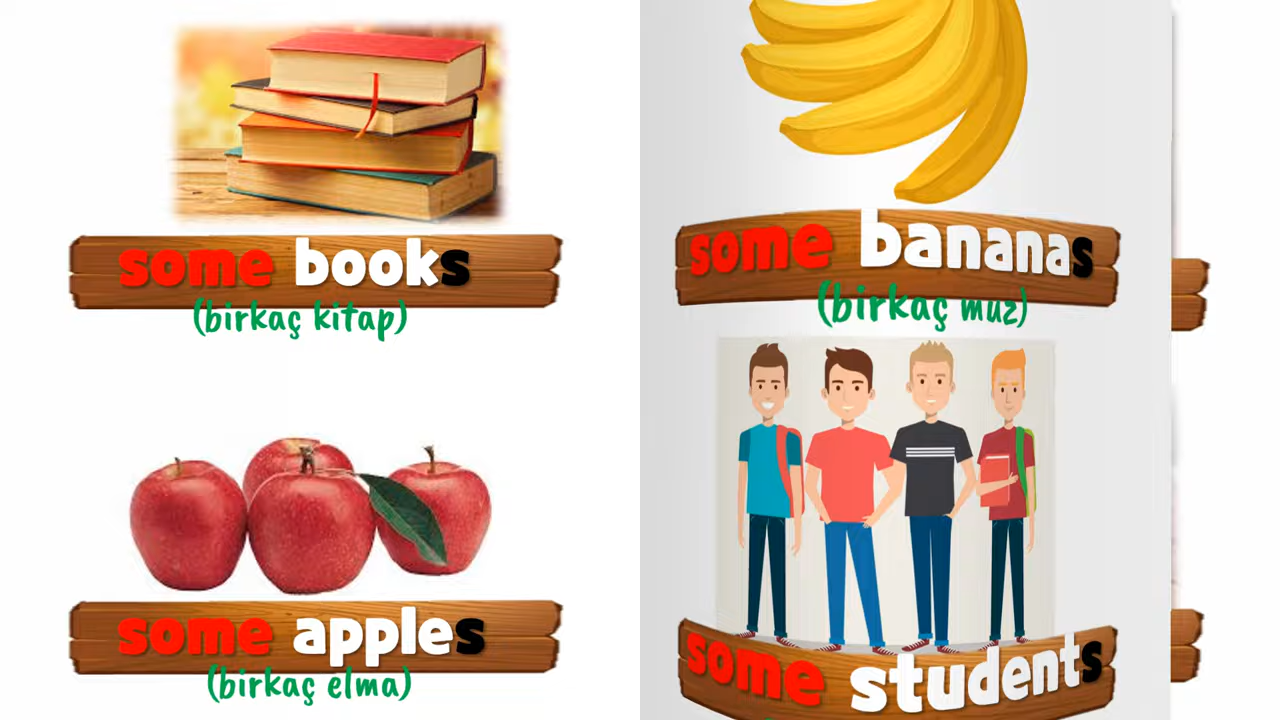 some books
(birkaç kitap)
some apples
(birkaç elma)
some bananas
(birkaç muz)
some students